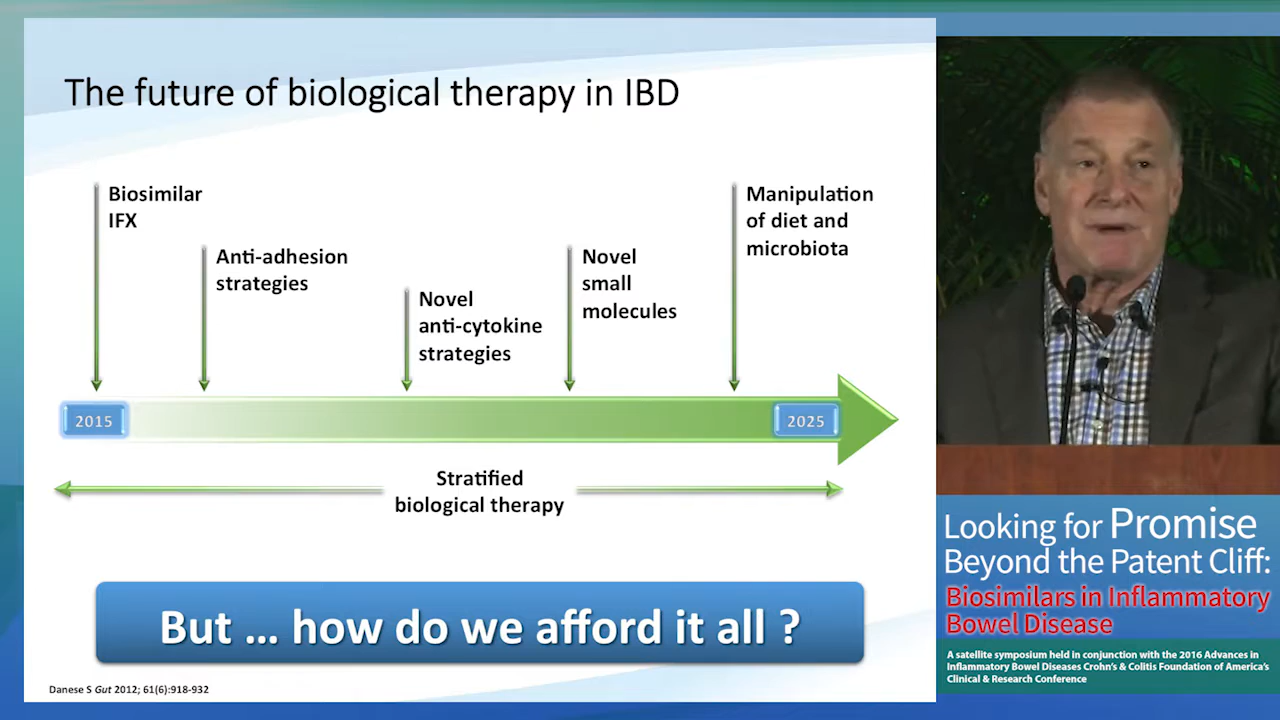 The future of biological therapy in IBD
Biosimilar
IFX
Anti-adhesion
strategies
Novel
anti-cytokine
strategies
Novel
small
molecules
Manipulation
of diet and
microbiota
2015
2025
Stratified
biological therapy
But ... how do we afford it all ?
Danese S Gut 2012; 61(6):918-932
Looking for Promise
Beyond the Patent Cliff:
Biosimilars in Inflammatory
Bowel Disease
A satellite symposium held in conjunction with the 2016 Advances in
Inflammatory Bowel Diseases Crohn's & Colitis Foundation of America's
Clinical & Research Conference